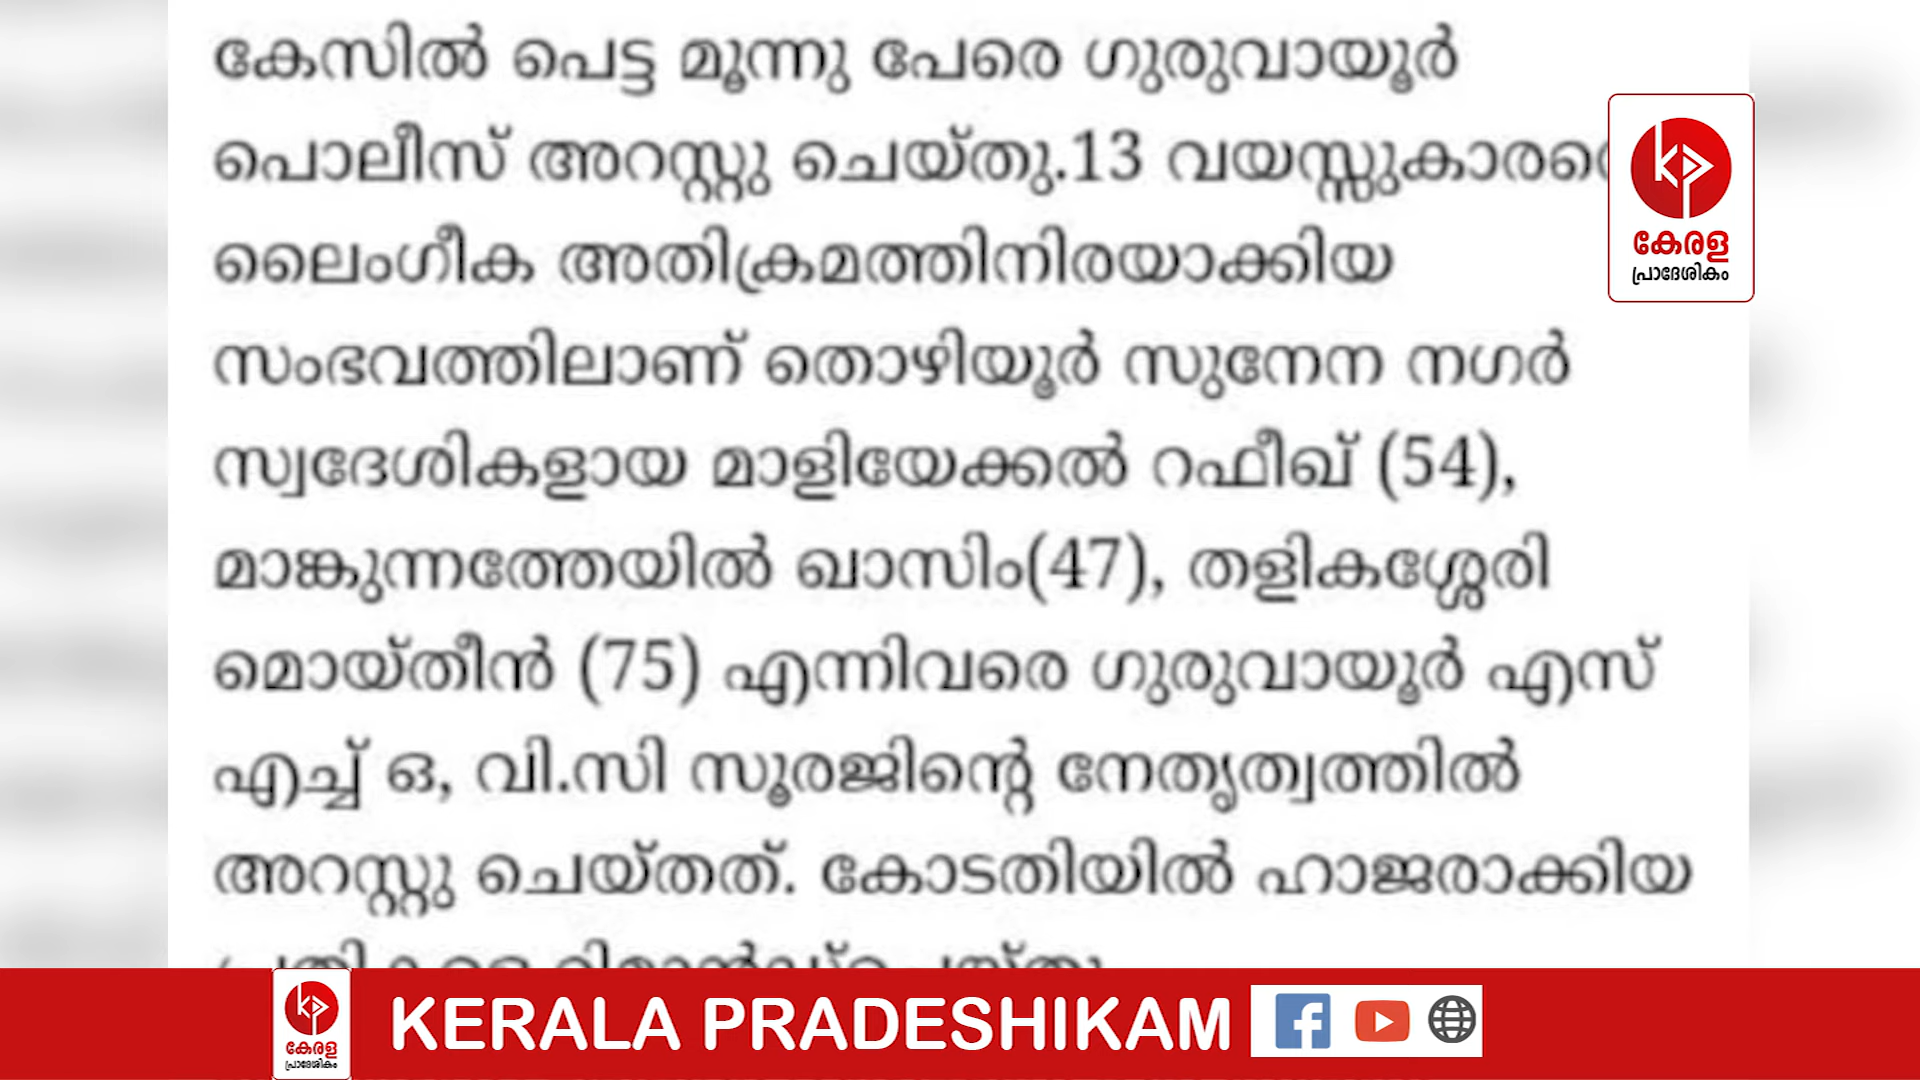 കേസിൽ പെട്ട മൂന്നു പേരെ ഗുരുവായൂർ
പൊലീസ് അറസ്റ്റു ചെയ്തു.13 വയസ്സുകാരനെ
ലൈംഗീക അതിക്രമത്തിനിരയാക്കിയ
സംഭവത്തിലാണ് തൊഴിയൂർ സുനേന നഗർ
സ്വദേശികളായ മാളിയേക്കൽ റഫീഖ് (54),
മാങ്കുന്നത്തേയിൽ ഖാസിം(47), തളികശ്ശേരി
മൊയ്തീൻ (75) എന്നിവരെ ഗുരുവായൂർ എസ്
എച്ച് ഒ, വി.സി സൂരജിന്റെ നേതൃത്വത്തിൽ
അറസ്റ്റു ചെയ്തത്. കോടതിയിൽ ഹാജരാക്കിയ
കേരള
പ്രാദേശികം
കേരള
പ്രാദേശികം
KERALA PRADESHIKAM